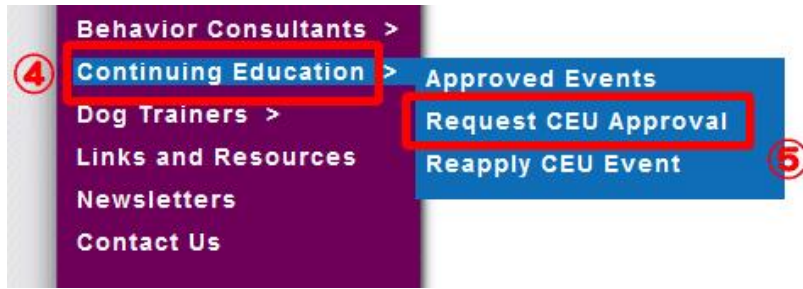 Behavior Consultants >
④ Continuing Education >
Approved Events
Dog Trainers >
Request CEU Approval
⑤
Links and Resources
Reapply CEU Event
Newsletters
Contact Us